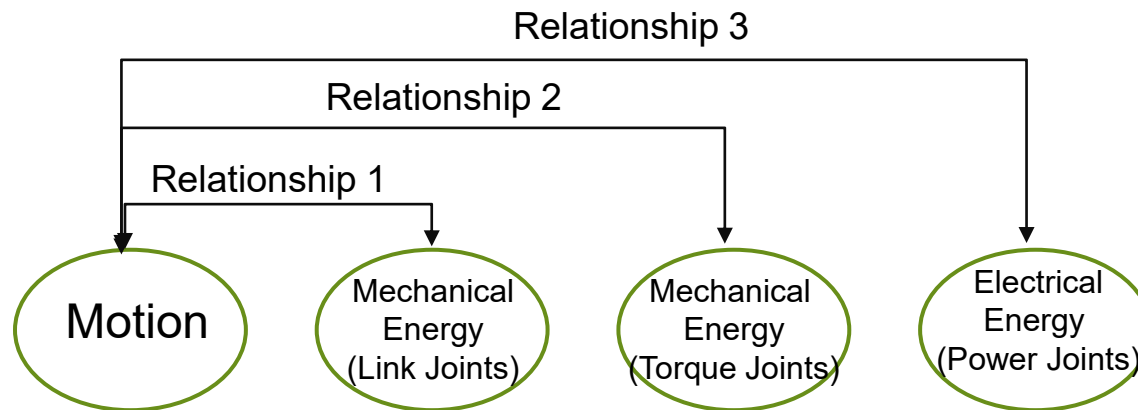 Relationship 3
Relationship 2
Relationship 1
Motion
Mechanical
Energy
(Link Joints)
Mechanical
Energy
(Torque Joints)
Electrical
Energy
(Power Joints)